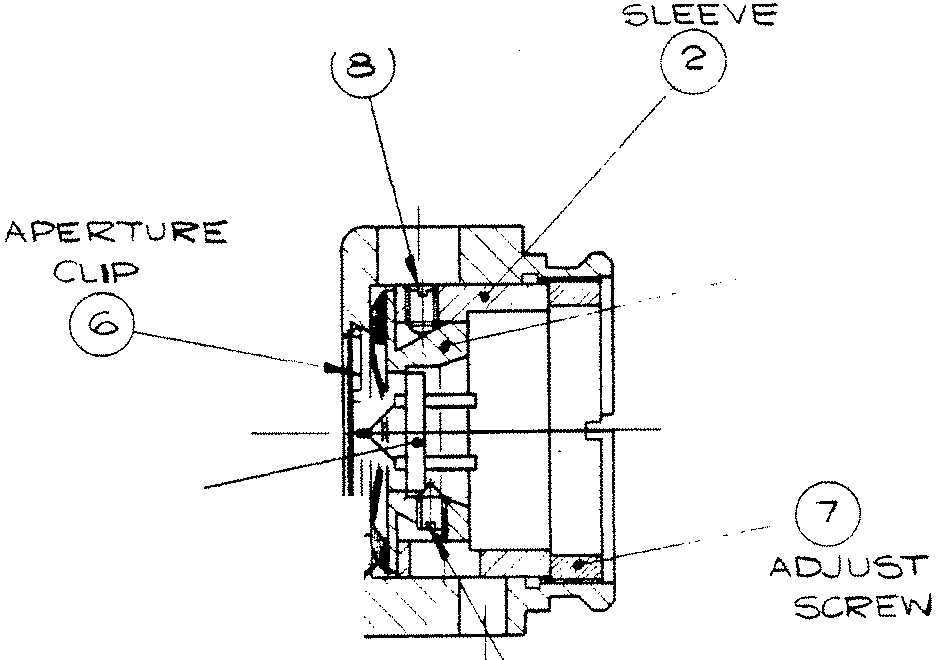 SLEEVE
2
8
APERTURE
CLIP
6
7
ADJUST
SCREW